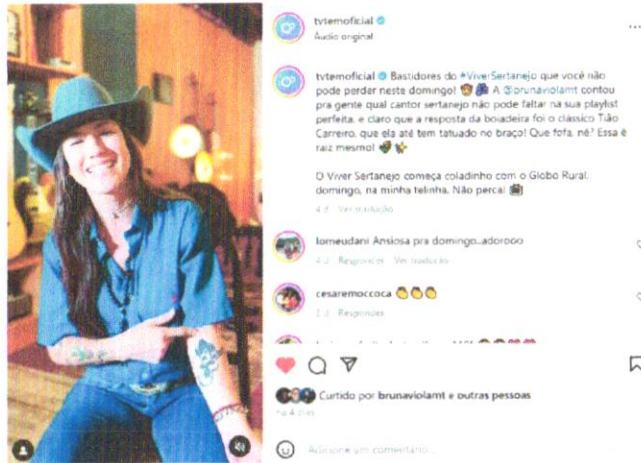 tvtemoficial
Áudio original
tvtemoficial Bastidores do #ViverSertanejo que você não
pode perder neste domingo! 🤠 A @brunaviolamt contou
pra gente qual cantor sertanejo não pode faltar na sua playlist
perfeita, e claro que a resposta da boiadeira foi o clássico Tião
Carreiro, que ela até tem tatuado no braço! Que fofa, né? Essa é
raiz mesmo!
O Viver Sertanejo começa coladinho com o Globo Rural,
domingo, na minha telinha. Não perca!
4 d Ver tradução
lomeudani Ansiosa pra domingo..adorooo
4 d Responder Ver tradução
cesaremoccoca 👏👏👏
Responder
Curtido por brunaviolamt e outras pessoas
há 4 dias
Adicione um comentário...